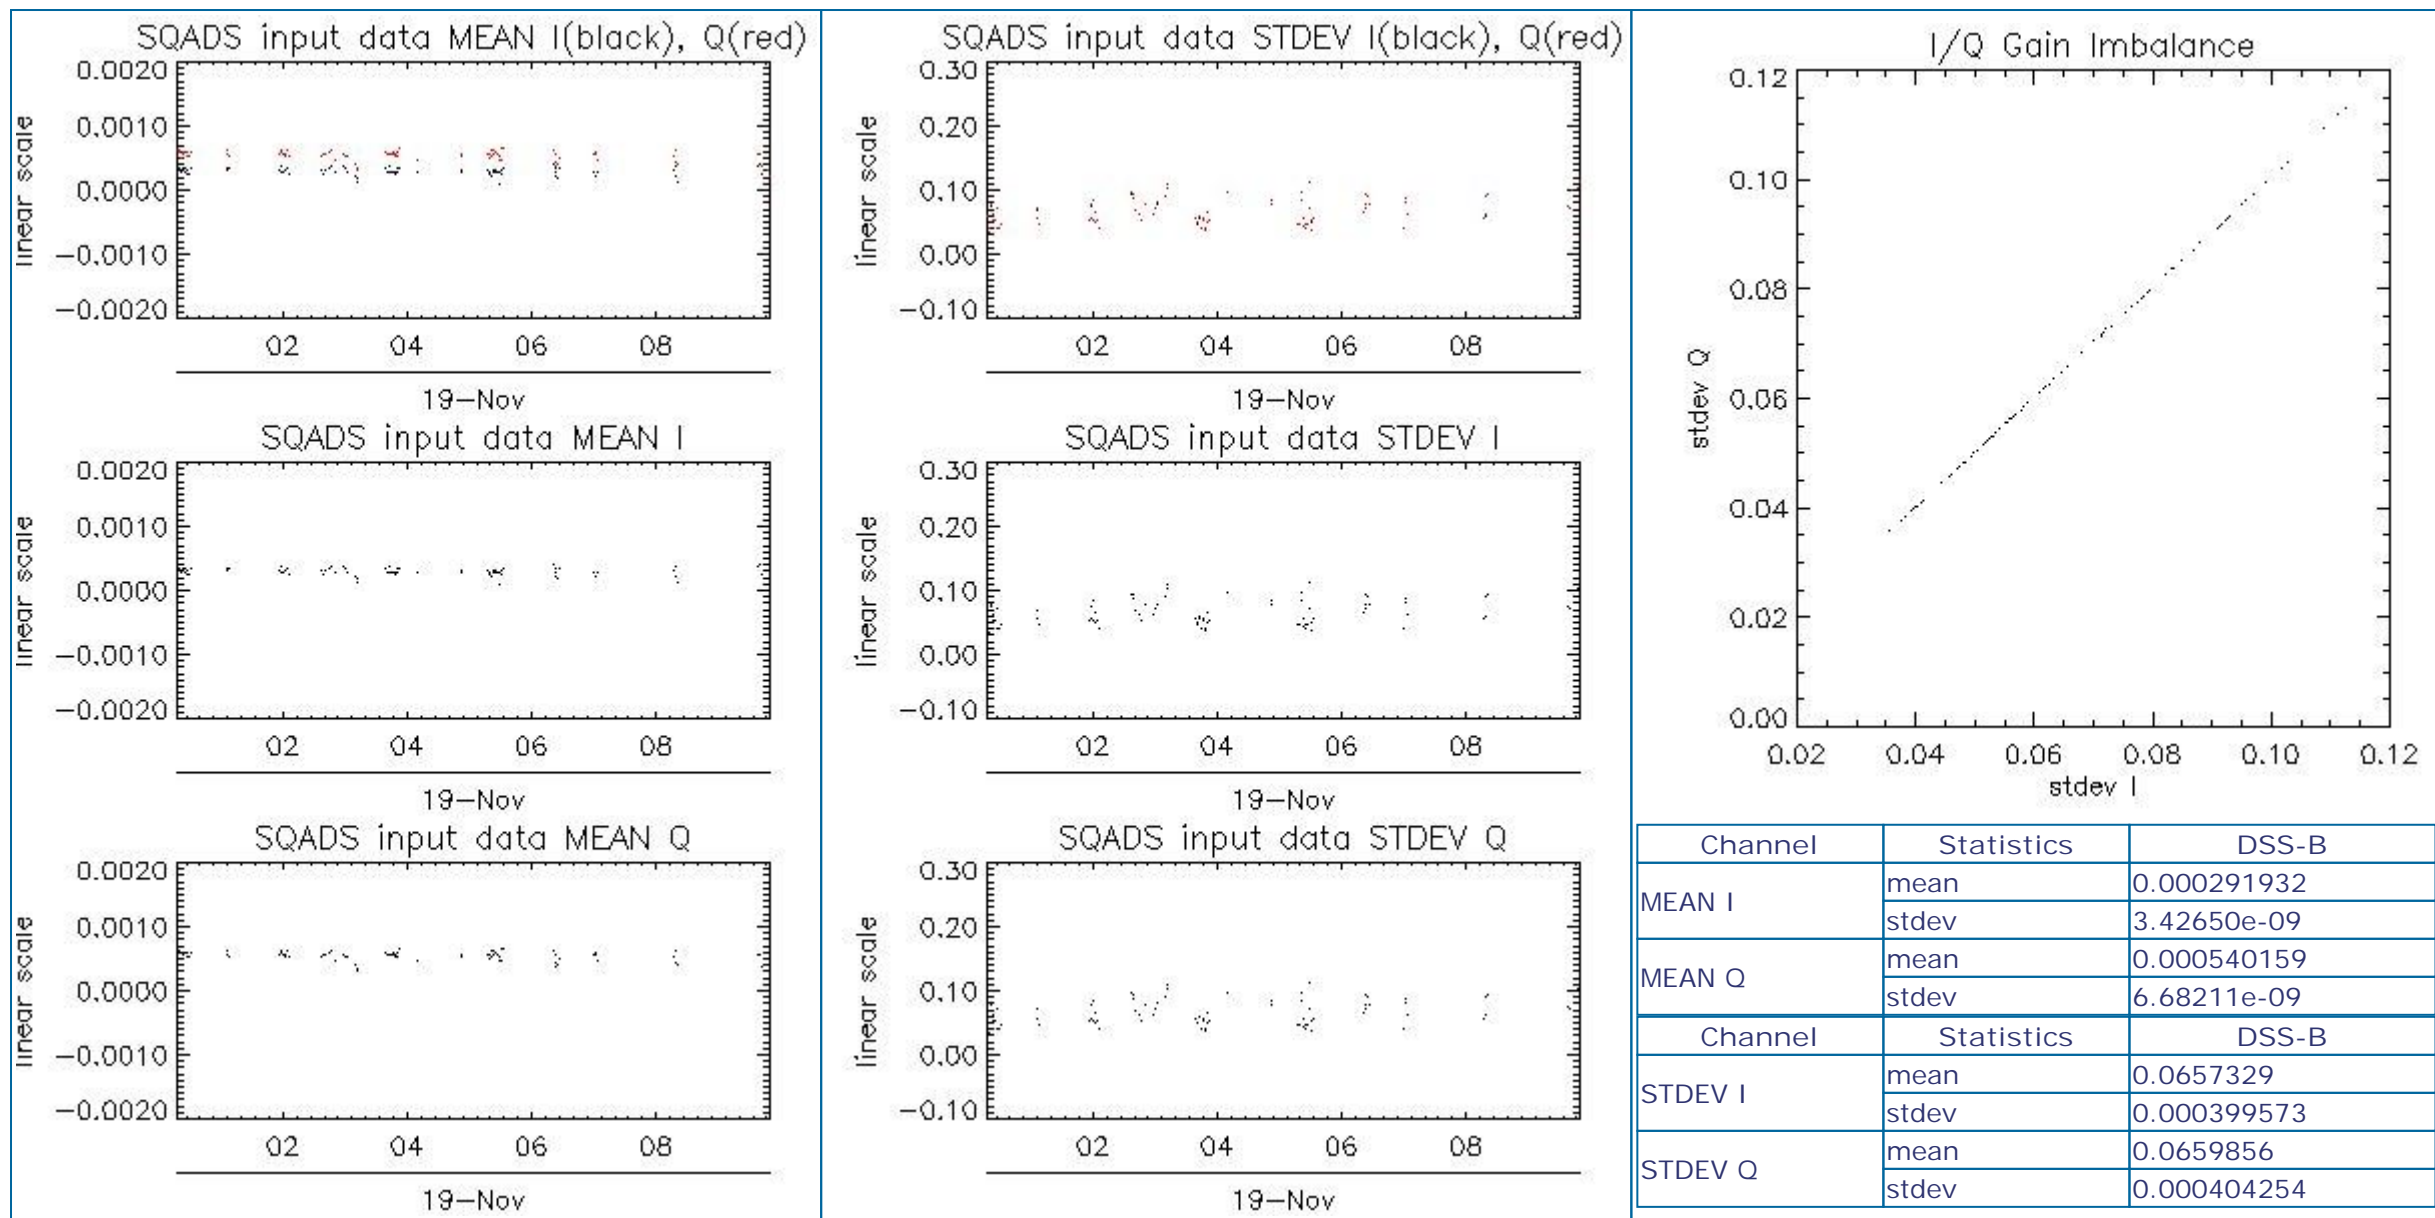 SQADS input data MEAN I(black), Q(red)
linear scale
0.0020
0.0010
0.0000
-0.0010
-0.0020
02 04 06 08
19-Nov
SQADS input data MEAN I
linear scale
0.0020
0.0010
0.0000
-0.0010
-0.0020
02 04 06 08
19-Nov
SQADS input data MEAN Q
linear scale
0.0020
0.0010
0.0000
-0.0010
-0.0020
02 04 06 08
19-Nov
SQADS input data STDEV I(black), Q(red)
linear scale
0.30
0.20
0.10
0.00
-0.10
02 04 06 08
19-Nov
SQADS input data STDEV I
linear scale
0.30
0.20
0.10
0.00
-0.10
02 04 06 08
19-Nov
SQADS input data STDEV Q
linear scale
0.30
0.20
0.10
0.00
-0.10
02 04 06 08
19-Nov
I/Q Gain Imbalance
stdev Q
0.12
0.10
0.08
0.06
0.04
0.02
0.00
0.02 0.04 0.06 0.08 0.10 0.12
stdev I
Channel Statistics DSS-B
MEAN I mean 0.000291932
stdev 3.42650e-09
MEAN Q mean 0.000540159
stdev 6.68211e-09
Channel Statistics DSS-B
STDEV I mean 0.0657329
stdev 0.000399573
STDEV Q mean 0.0659856
stdev 0.000404254